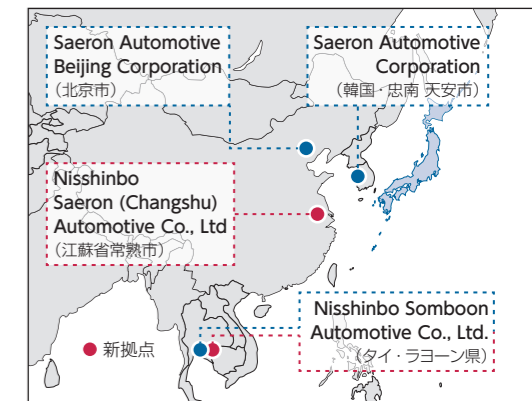 Saeron Automotive
Beijing Corporation
（北京市）
Saeron Automotive
Corporation
（韓国・忠南 天安市）
Nisshinbo
Saeron (Changshu)
Automotive Co., Ltd
（江蘇省常熟市）
Nisshinbo Somboon
Automotive Co., Ltd.
（タイ・ラヨーン県）
新拠点